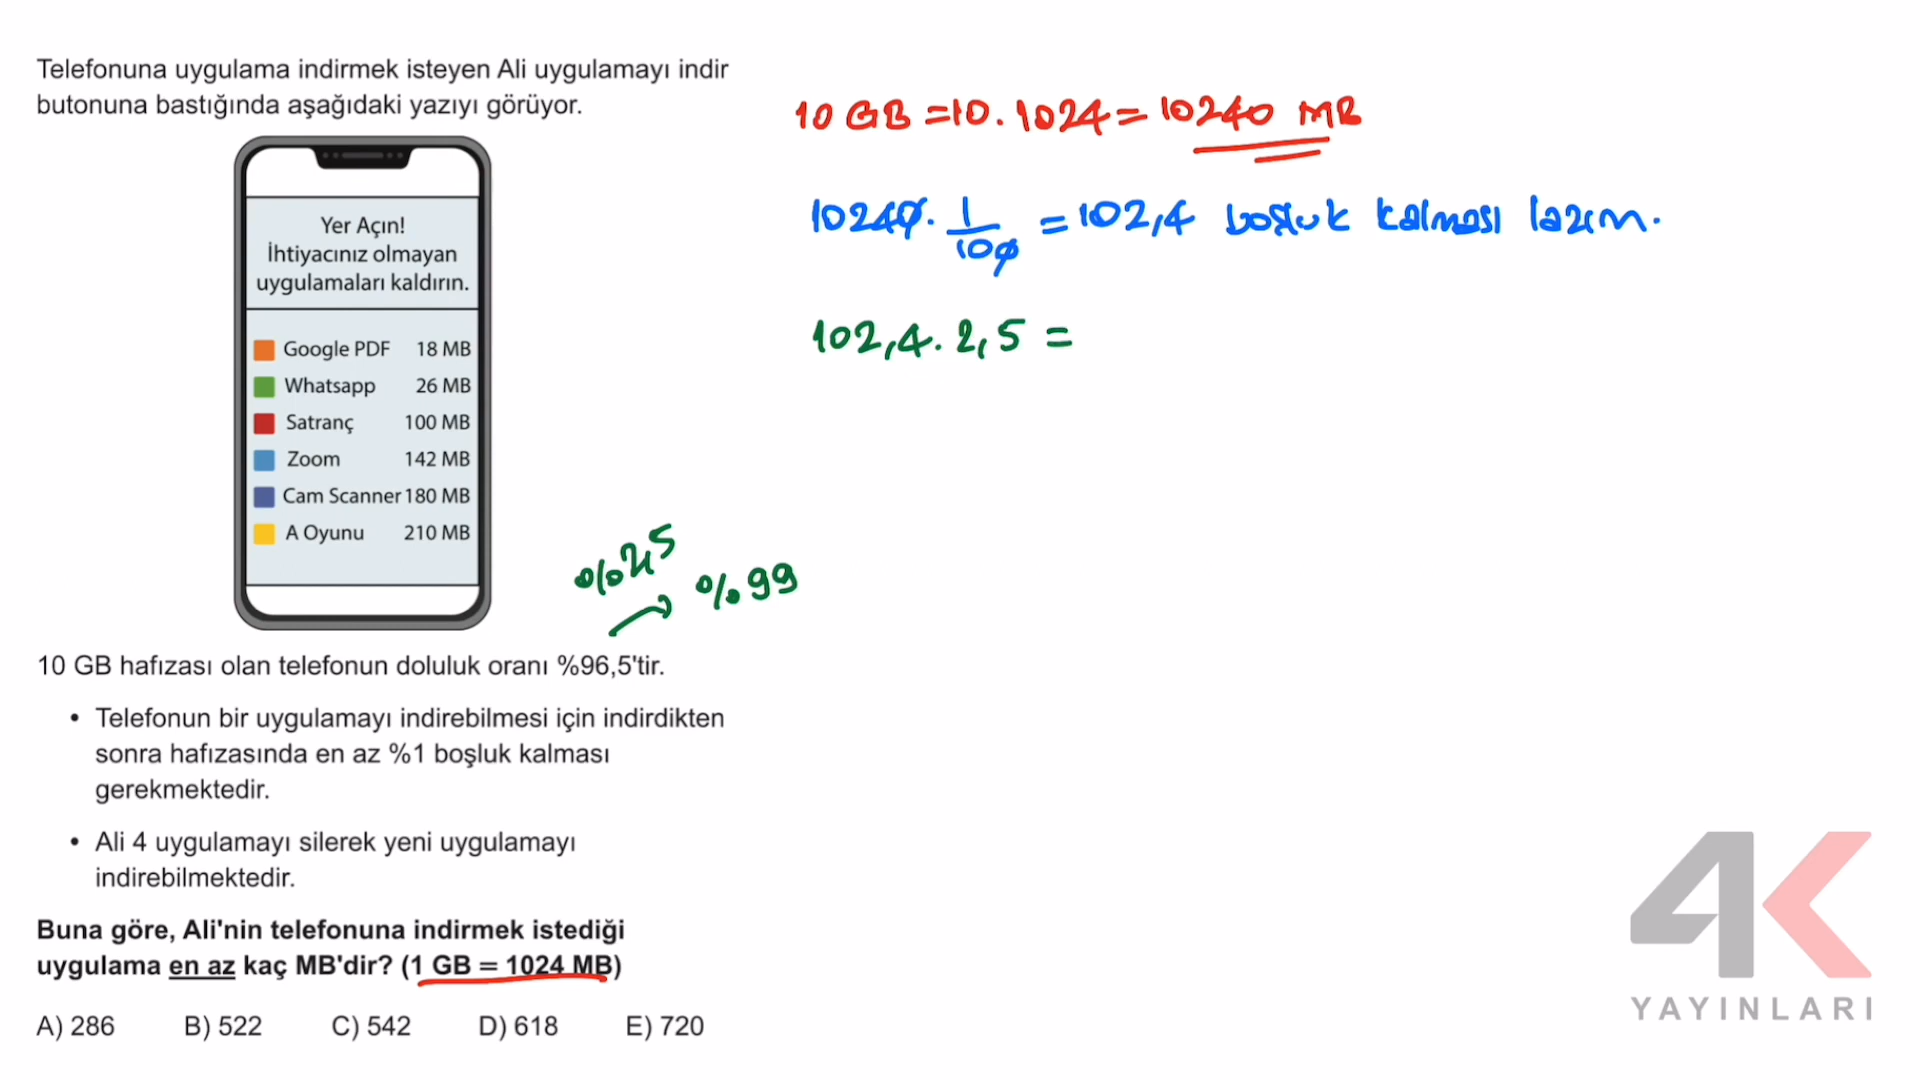 Telefonuna uygulama indirmek isteyen Ali uygulamayı indir
butonuna bastığında aşağıdaki yazıyı görüyor.
Yer Açın!
İhtiyacınız olmayan
uygulamaları kaldırın.
Google PDF 18 MB
Whatsapp 26 MB
Satranç 100 MB
Zoom 142 MB
Cam Scanner 180 MB
A Oyunu 210 MB
%2,5
%99
10 GB hafızası olan telefonun doluluk oranı %96,5'tir.
• Telefonun bir uygulamayı indirebilmesi için indirdikten
sonra hafızasında en az %1 boşluk kalması
gerekmektedir.
• Ali 4 uygulamayı silerek yeni uygulamayı
indirebilmektedir.
Buna göre, Ali'nin telefonuna indirmek istediği
uygulama en az kaç MB'dir? (1 GB = 1024 MB)
A) 286 B) 522 C) 542 D) 618 E) 720
10 GB = 10 . 1024 = 10240 MB
10240 . 1/100 = 102,4 boşluk kalması lazım.
102,4 . 2,5 =
4K
YAYINLARI